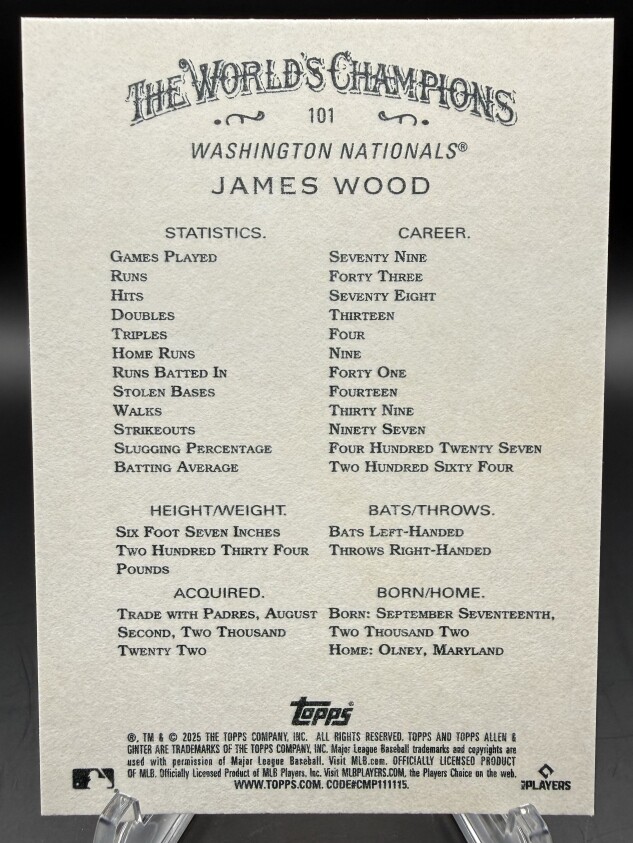 THE WORLD'S CHAMPIONS
101
WASHINGTON NATIONALS®
JAMES WOOD
STATISTICS. CAREER.
GAMES PLAYED SEVENTY NINE
RUNS FORTY THREE
HITS SEVENTY EIGHT
DOUBLES THIRTEEN
TRIPLES FOUR
HOME RUNS NINE
RUNS BATTED IN FORTY ONE
STOLEN BASES FOURTEEN
WALKS THIRTY NINE
STRIKEOUTS NINETY SEVEN
SLUGGING PERCENTAGE FOUR HUNDRED TWENTY SEVEN
BATTING AVERAGE TWO HUNDRED SIXTY FOUR
HEIGHT/WEIGHT. BATS/THROWS.
SIX FOOT SEVEN INCHES BATS LEFT-HANDED
TWO HUNDRED THIRTY FOUR THROWS RIGHT-HANDED
POUNDS
ACQUIRED. BORN/HOME.
TRADE WITH PADRES, AUGUST BORN: SEPTEMBER SEVENTEENTH,
SECOND, TWO THOUSAND TWO THOUSAND TWO
TWENTY TWO HOME: OLNEY, MARYLAND
Topps®
®, TM & © 2025 THE TOPPS COMPANY, INC. ALL RIGHTS RESERVED. TOPPS AND TOPPS ALLEN &
GINTER ARE TRADEMARKS OF THE TOPPS COMPANY, INC. Major League Baseball trademarks and copyrights are
used with permission of Major League Baseball. Visit MLB.com. OFFICIALLY LICENSED PRODUCT
OF MLB. Officially Licensed Product of MLB Players, Inc. Visit MLBPLAYERS.COM, the Players Choice on the web.
WWW.TOPPS.COM. CODE#CMP111115.
PLAYERS